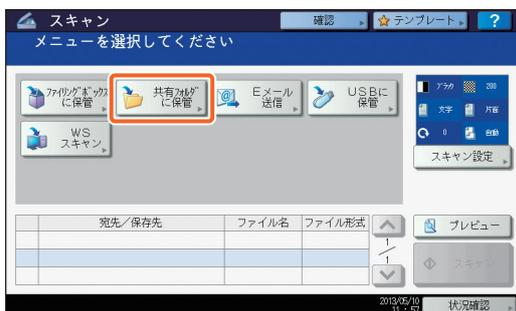 スキャン
確認
テンプレート
?
メニューを選択してください
ファイリングボックス
に保管
共有フォルダ
に保管
Eメール
送信
USBに
保管
WS
スキャン
200
文字
片面
0
自動
スキャン設定
宛先/保存先 ファイル名 ファイル形式
1
1
プレビュー
スキャン
2013/05/10
11:57
状況確認